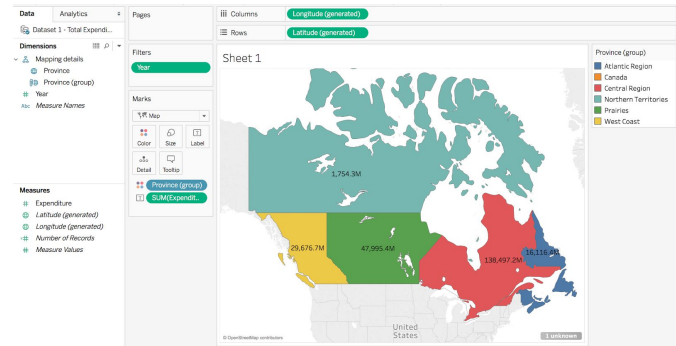 Data
Analytics
Dataset 1 - Total Expendi...
Dimensions
Mapping details
Province
Province (group)
# Year
Abc Measure Names
Measures
# Expenditure
Latitude (generated)
Longitude (generated)
=# Number of Records
# Measure Values
Pages
Filters
Year
Marks
Map
Color
Size
Label
Detail
Tooltip
Province (group)
SUM(Expendit..
iii Columns
Longitude (generated)
Rows
Latitude (generated)
Sheet 1
1,754.3M
29,676.7M
47,995.4M
138,497.2M
16,116.4M
United
States
© OpenStreetMap contributors
1 unknown
Province (group)
Atlantic Region
Canada
Central Region
Northern Territories
Prairies
West Coast